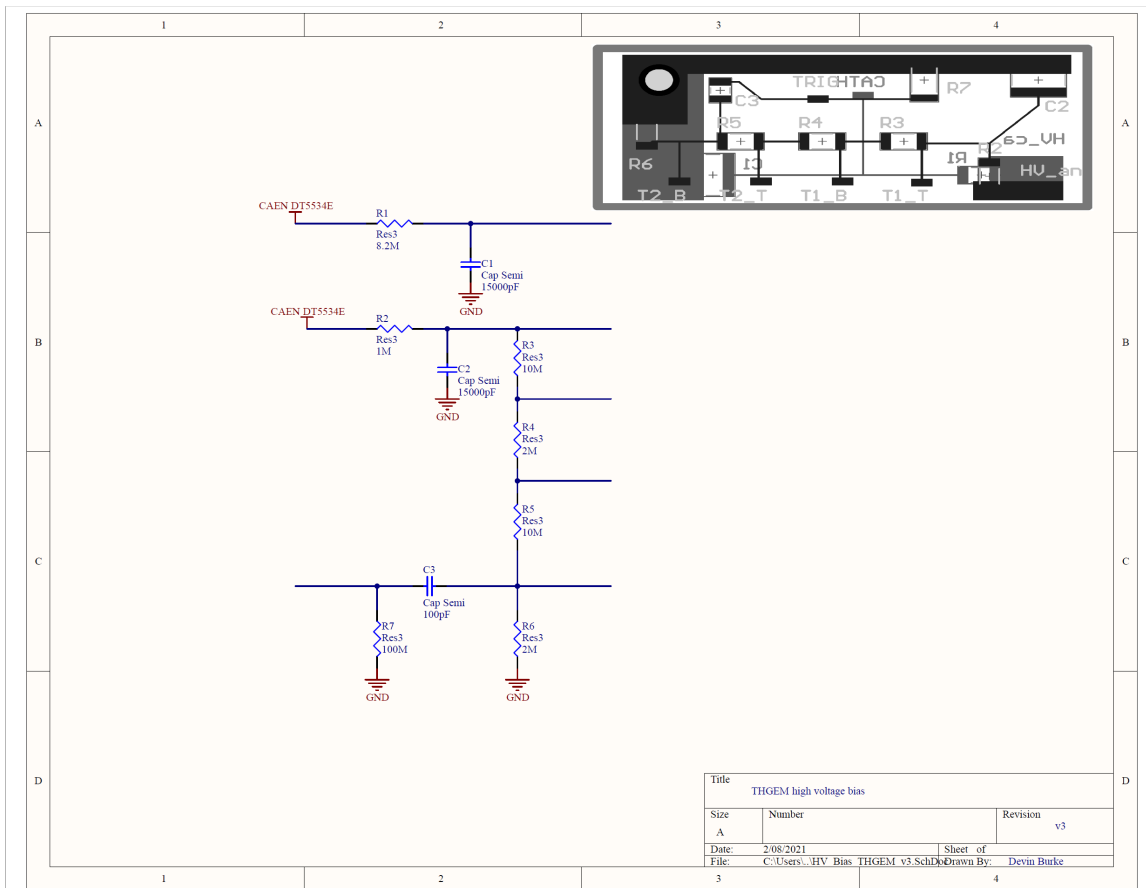 1 2 3 4
A
B
C
D
TRIG CATH
R7
C3
C2
R5 R4 R3
HV_ca
R2
R1
R6
C1
HV_an
T2_B T2_T T1_B T1_T
A
B
C
D
CAEN DT5534E
R1
Res3
8.2M
C1
Cap Semi
15000pF
GND
CAEN DT5534E
R2
Res3
1M
R3
Res3
10M
C2
Cap Semi
15000pF
GND
R4
Res3
2M
R5
Res3
10M
C3
Cap Semi
100pF
R7
Res3
100M
GND
R6
Res3
2M
GND
Title
THGEM high voltage bias
Size Number Revision
A v3
Date: 2/08/2021 Sheet of
File: C:\Users\..\HV_Bias_THGEM_v3.SchDoc Drawn By: Devin Burke
1 2 3 4